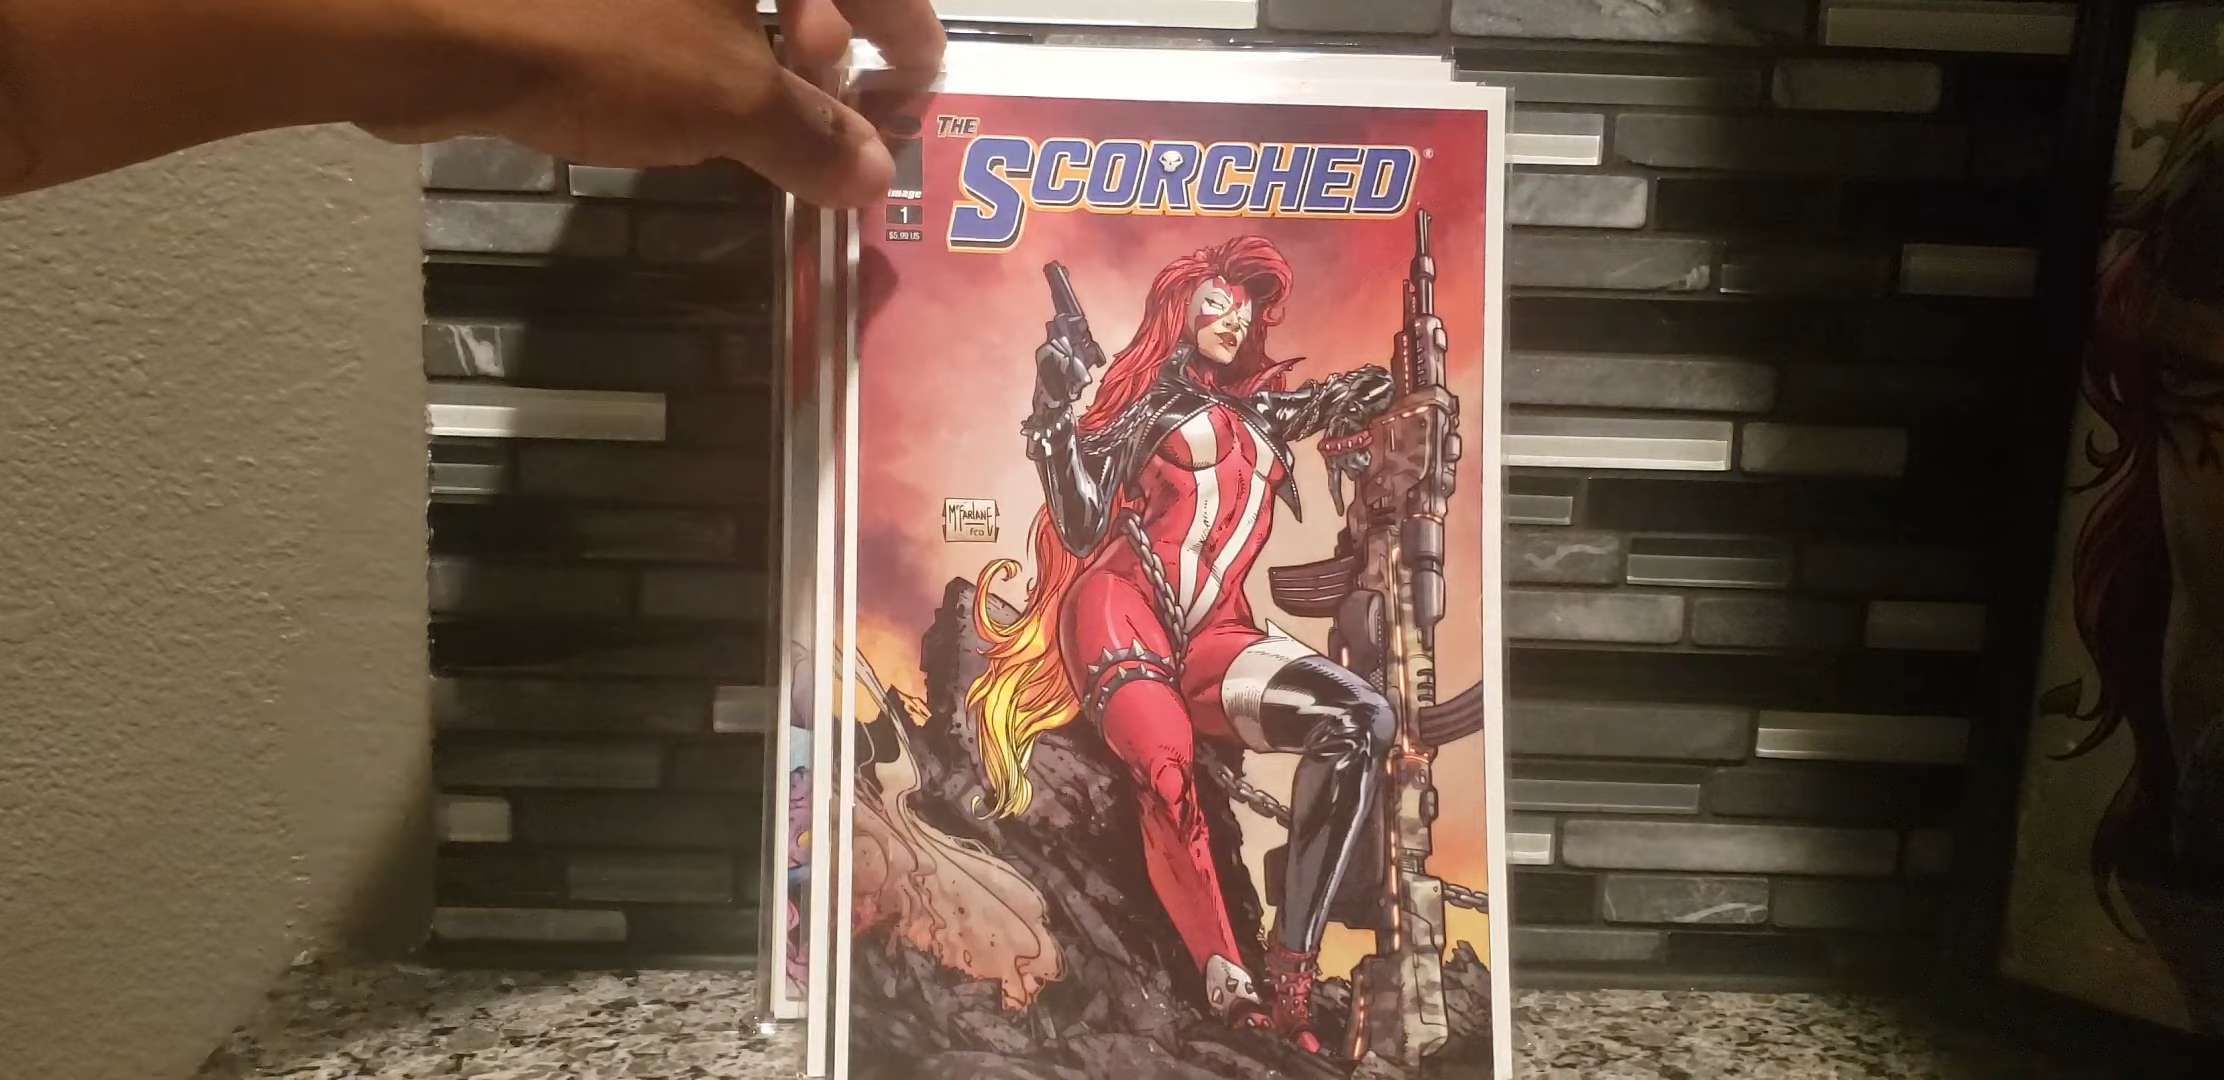 THE
SCORCHED®
image
1
$5.99 US
McFARLANE
FCO